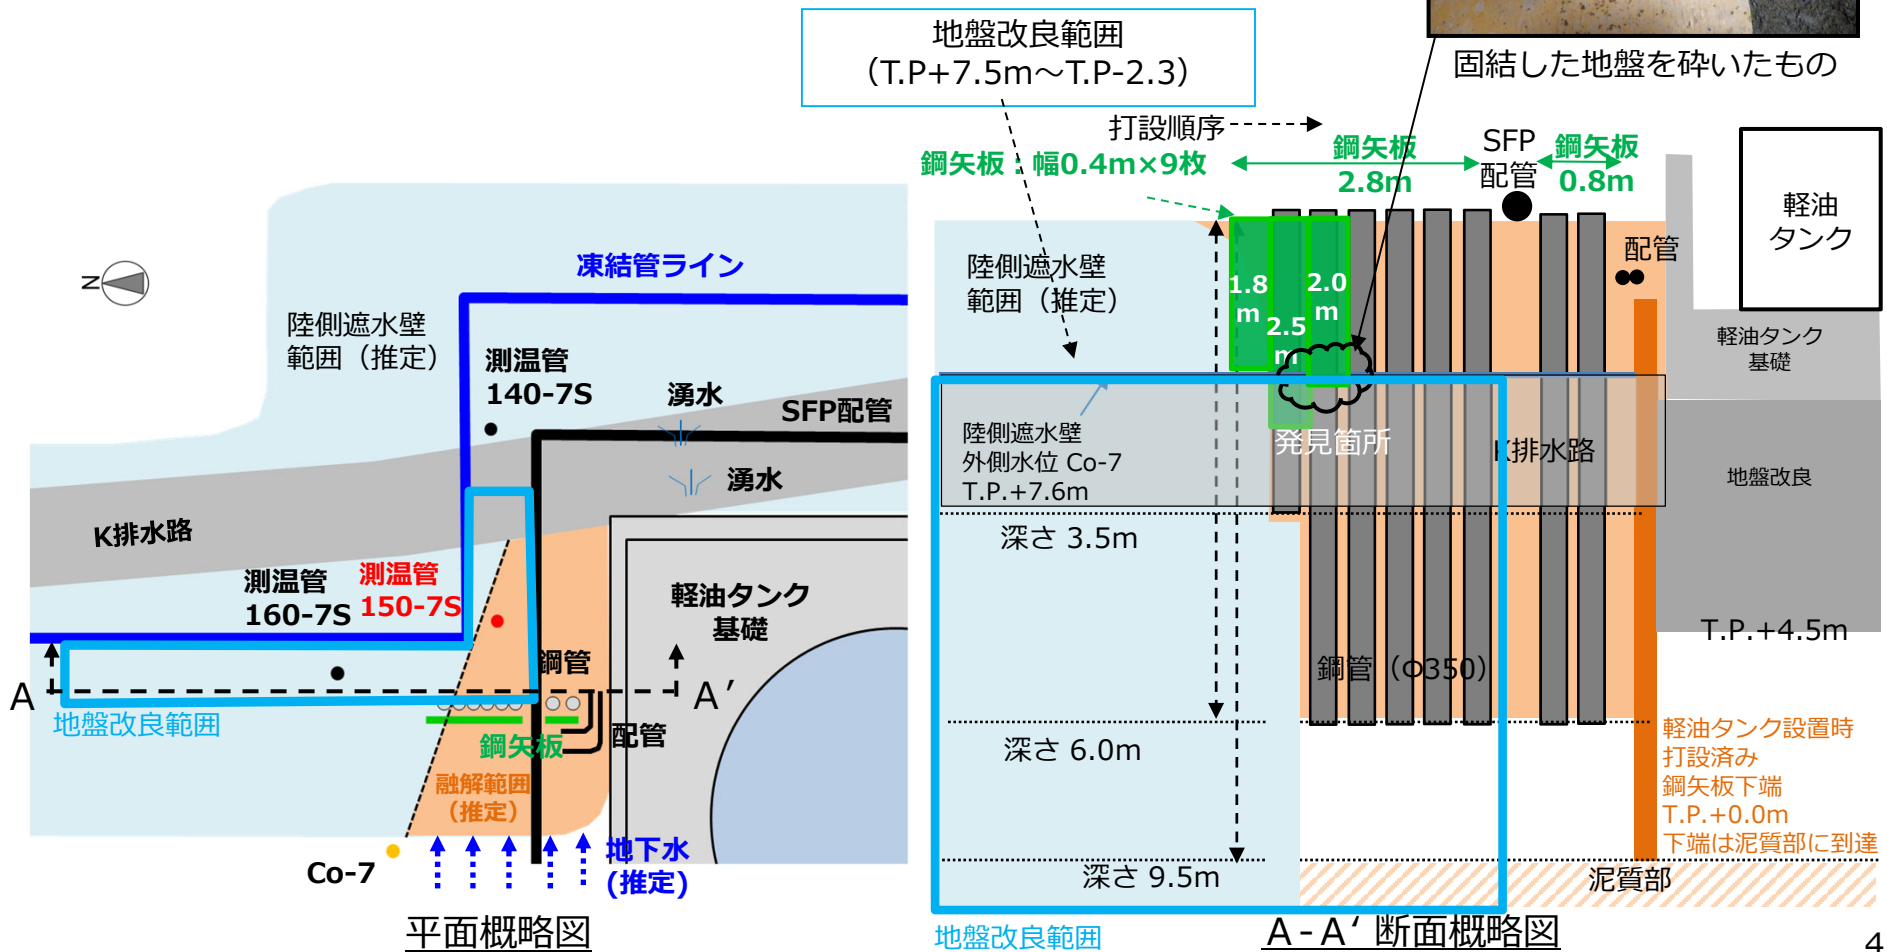 地盤改良範囲
(T.P+7.5m～T.P-2.3)
固結した地盤を砕いたもの
打設順序
鋼矢板：幅0.4m×9枚
鋼矢板
2.8m
SFP
配管
鋼矢板
0.8m
軽油
タンク
配管
陸側遮水壁
範囲（推定）
1.8
m
2.5
m
2.0
m
軽油タンク
基礎
陸側遮水壁
外側水位 Co-7
T.P.+7.6m
発見箇所
K排水路
地盤改良
深さ 3.5m
T.P.+4.5m
鋼管（Φ350）
深さ 6.0m
軽油タンク設置時
打設済み
鋼矢板下端
T.P.+0.0m
下端は泥質部に到達
深さ 9.5m
泥質部
地盤改良範囲
A-A’ 断面概略図
N
凍結管ライン
陸側遮水壁
範囲（推定）
測温管
140-7S
湧水
SFP配管
湧水
K排水路
測温管
160-7S
測温管
150-7S
軽油タンク
基礎
鋼管
A
A’
地盤改良範囲
鋼矢板
配管
融解範囲
（推定）
Co-7
地下水
(推定)
平面概略図
4